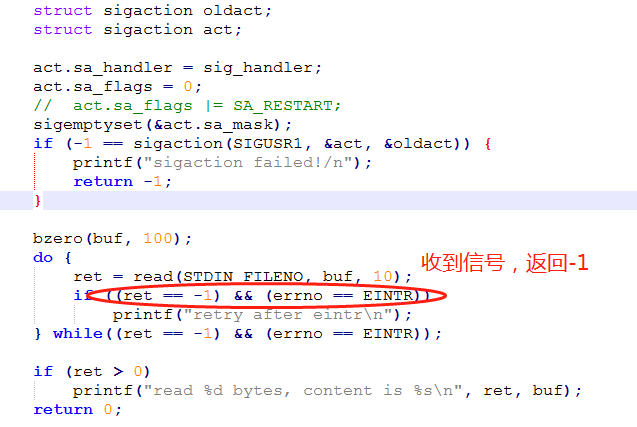 struct sigaction oldact;
struct sigaction act;
act.sa_handler = sig_handler;
act.sa_flags = 0;
//  act.sa_flags |= SA_RESTART;
sigemptyset(&act.sa_mask);
if (-1 == sigaction(SIGUSR1, &act, &oldact)) {
printf("sigaction failed!/n");
return -1;
}
bzero(buf, 100);
do {
ret = read(STDIN_FILENO, buf, 10);
收到信号，返回-1
if ((ret == -1) && (errno == EINTR))
printf("retry after eintr\n");
} while((ret == -1) && (errno == EINTR));
if (ret > 0)
printf("read %d bytes, content is %s\n", ret, buf);
return 0;